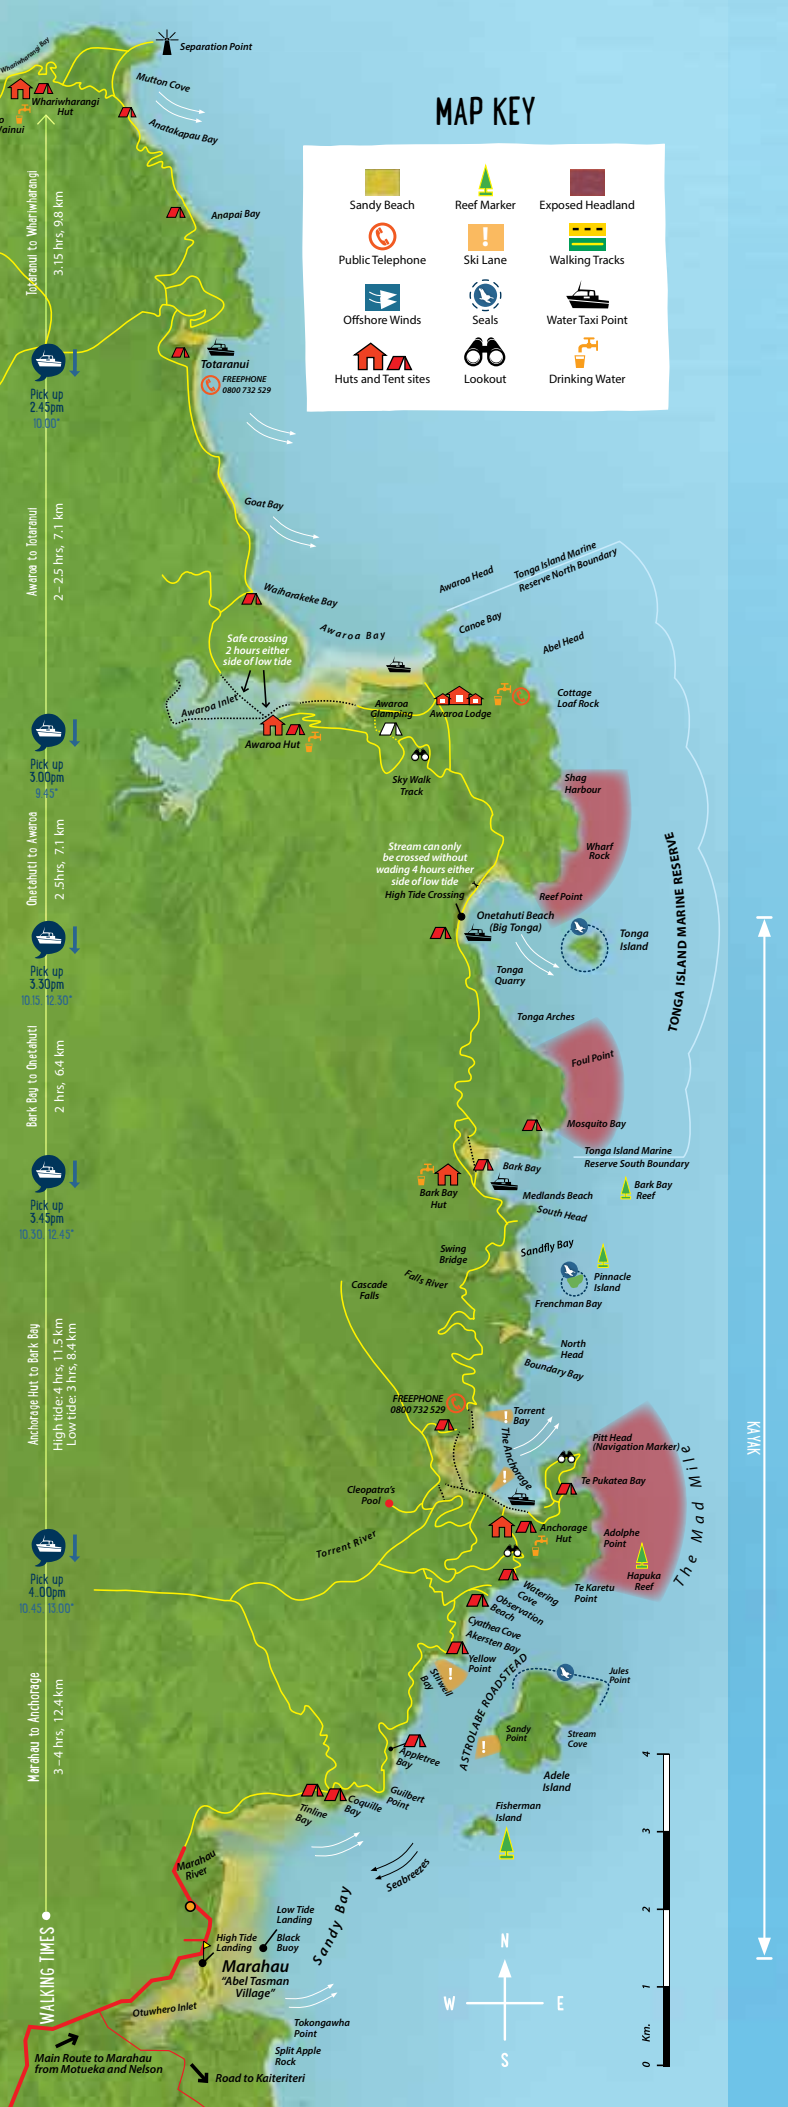 Whariwharangi Bay
Separation Point
Mutton Cove
Whariwharangi
Hut
Anatakapau Bay
MAP KEY
Sandy Beach
Reef Marker
Exposed Headland
Public Telephone
Ski Lane
Walking Tracks
Offshore Winds
Seals
Water Taxi Point
Huts and Tent sites
Lookout
Drinking Water
Totaranui to Whariwharangi
3.15 hrs, 9.8 km
Anapai Bay
Totaranui
FREEPHONE
0800 732 529
Pick up
2.45pm
10.00*
Goat Bay
Awaroa to Totaranui
2 – 2.5 hrs, 7.1 km
Waiharakeke Bay
Awaroa Head
Tonga Island Marine
Reserve North Boundary
Canoe Bay
Awaroa Bay
Abel Head
Safe crossing
2 hours either
side of low tide
Awaroa Inlet
Awaroa
Glamping
Awaroa Lodge
Cottage
Loaf Rock
Awaroa Hut
Pick up
3.00pm
9.45*
Sky Walk
Track
Shag
Harbour
Onetahuti to Awaroa
2.5hrs, 7.1 km
Wharf
Rock
Stream can only
be crossed without
wading 4 hours either
side of low tide
High Tide Crossing
Reef Point
Onetahuti Beach
(Big Tonga)
Tonga
Island
TONGA ISLAND MARINE RESERVE
Pick up
3.30pm
10.15, 12.30*
Tonga
Quarry
Tonga Arches
Bark Bay to Onetahuti
2 hrs, 6.4 km
Foul Point
Mosquito Bay
Tonga Island Marine
Reserve South Boundary
Bark Bay
Bark Bay
Hut
Medlands Beach
Bark Bay
Reef
Pick up
3.45pm
10.30, 12.45*
South Head
Swing
Bridge
Sandfly Bay
Falls River
Cascade
Falls
Pinnacle
Island
Frenchman Bay
Anchorage Hut to Bark Bay
High tide: 4 hrs, 11.5 km
Low tide: 3 hrs, 8.4 km
North
Head
Boundary Bay
FREEPHONE
0800 732 529
Torrent
Bay
The Anchorage
Pitt Head
(Navigation Marker)
KAYAK
Te Pukatea Bay
The Mad Mile
Cleopatra's
Pool
Torrent River
Anchorage
Hut
Adolphe
Point
Hapuka
Reef
Pick up
4.00pm
10.45, 13.00*
Watering
Cove
Te Karetu
Point
Observation
Beach
Cyathea Cove
Akersten Bay
Yellow
Point
Stilwell
Bay
ASTROLABE ROADSTEAD
Jules
Point
Marahau to Anchorage
3 – 4 hrs, 12.4 km
Sandy
Point
Stream
Cove
Appletree
Bay
Adele
Island
Guilbert
Point
Coquille
Bay
Tinline
Bay
Fisherman
Island
Marahau
River
Seabreezes
Sandy Bay
Low Tide
Landing
Black
Buoy
High Tide
Landing
Marahau
"Abel Tasman
Village"
WALKING TIMES
Otuwhero Inlet
Tokongawha
Point
Split Apple
Rock
Main Route to Marahau
from Motueka and Nelson
Road to Kaiteriteri
N
W
E
S
4
3
2
1
Km.
0